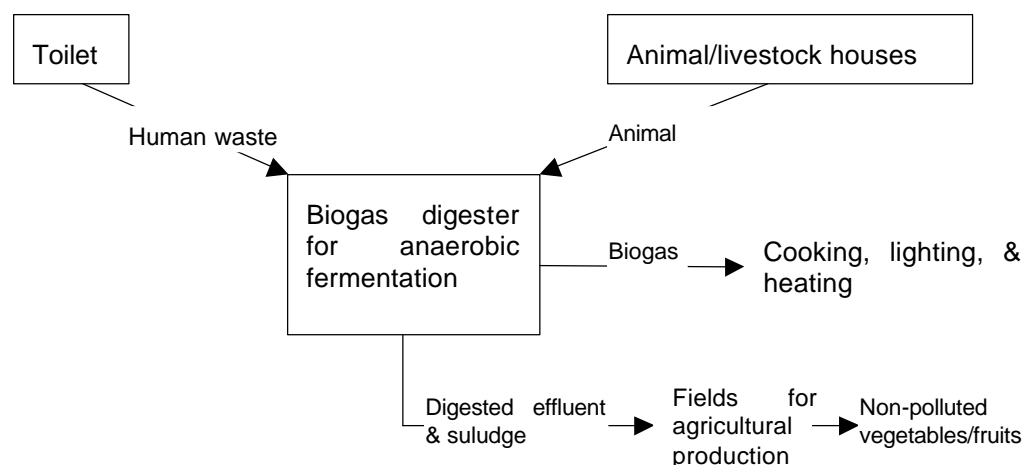 Toilet
Animal/livestock houses
Human waste
Animal
Biogas digester
for anaerobic
fermentation
Biogas
Cooking, lighting, &
heating
Digested effluent
& suludge
Fields for
agricultural
production
Non-polluted
vegetables/fruits